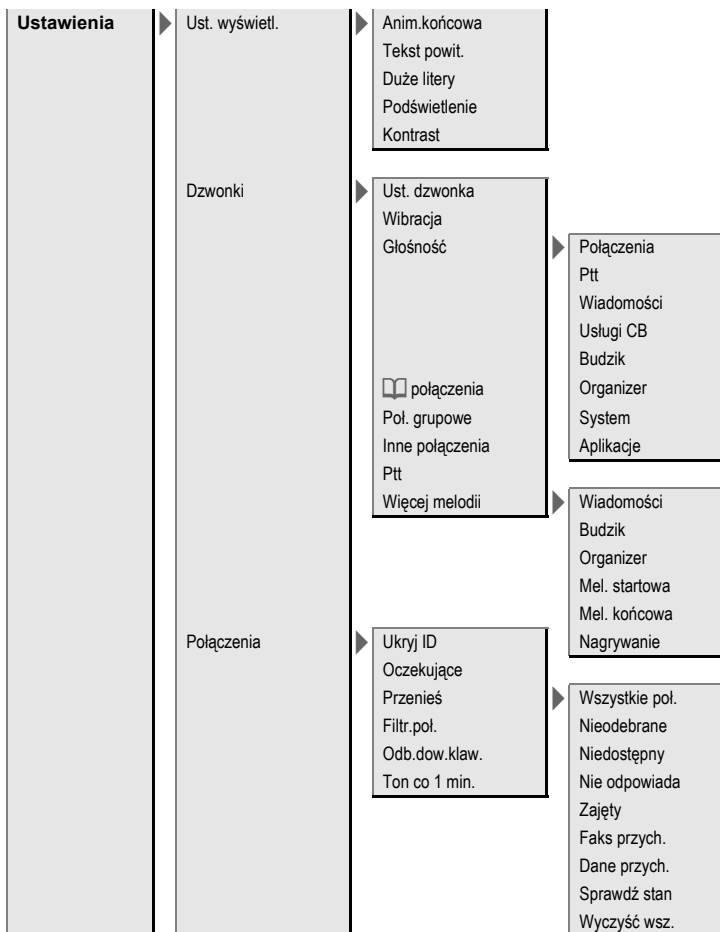 Ustawienia
Ust. wyświetl.
Anim.końcowa
Tekst powit.
Duże litery
Podświetlenie
Kontrast
Dzwonki
Ust. dzwonka
Wibracja
Głośność
Połączenia
Ptt
Wiadomości
Usługi CB
Budzik
Organizer
System
Aplikacje
połączenia
Poł. grupowe
Inne połączenia
Ptt
Więcej melodii
Wiadomości
Budzik
Organizer
Mel. startowa
Mel. końcowa
Nagrywanie
Połączenia
Ukryj ID
Oczekujące
Przenieś
Wszystkie poł.
Nieodebrane
Niedostępny
Nie odpowiada
Zajęty
Faks przych.
Dane przych.
Sprawdź stan
Wyczyść wsz.
Filtr.poł.
Odb.dow.klaw.
Ton co 1 min.